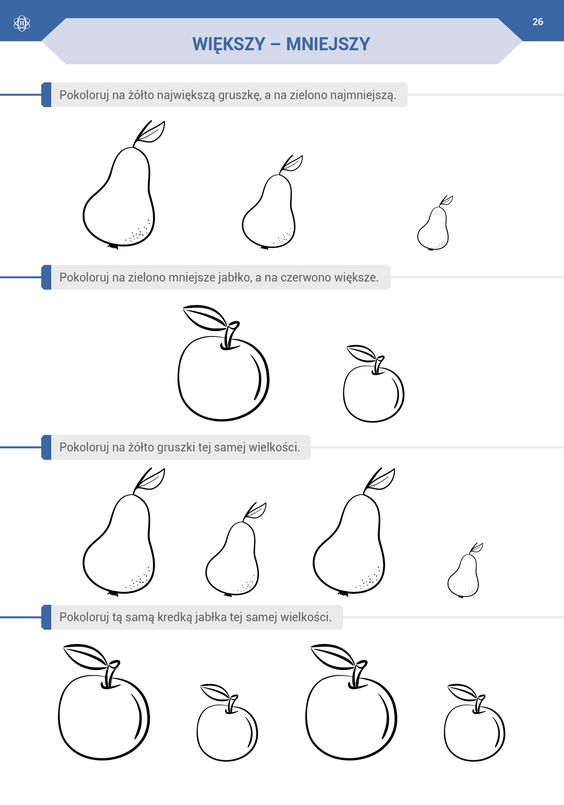 26
WIĘKSZY – MNIEJSZY
Pokoloruj na żółto największą gruszkę, a na zielono najmniejszą.
Pokoloruj na zielono mniejsze jabłko, a na czerwono większe.
Pokoloruj na żółto gruszki tej samej wielkości.
Pokoloruj tą samą kredką jabłka tej samej wielkości.